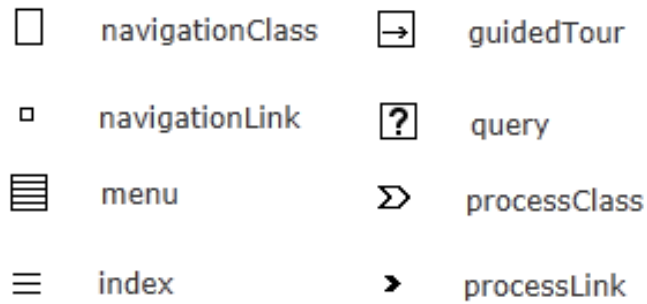 navigationClass guidedTour
navigationLink ? query
menu processClass
index processLink